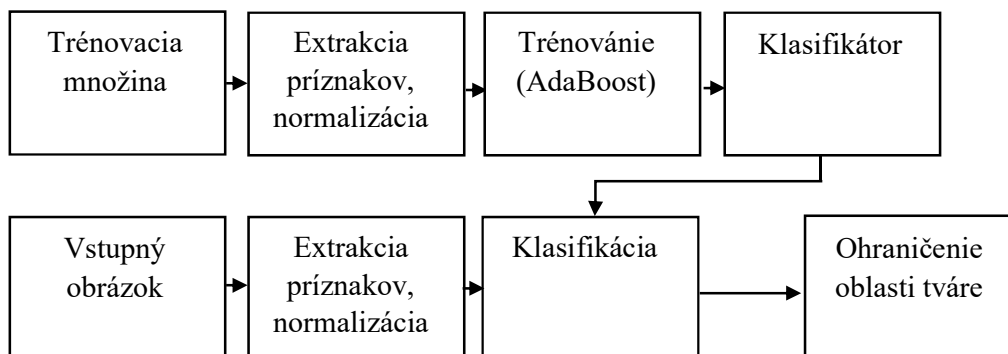 Trénovacia
množina
Extrakcia
príznakov,
normalizácia
Trénovánie
(AdaBoost)
Klasifikátor
Vstupný
obrázok
Extrakcia
príznakov,
normalizácia
Klasifikácia
Ohraničenie
oblasti tváre